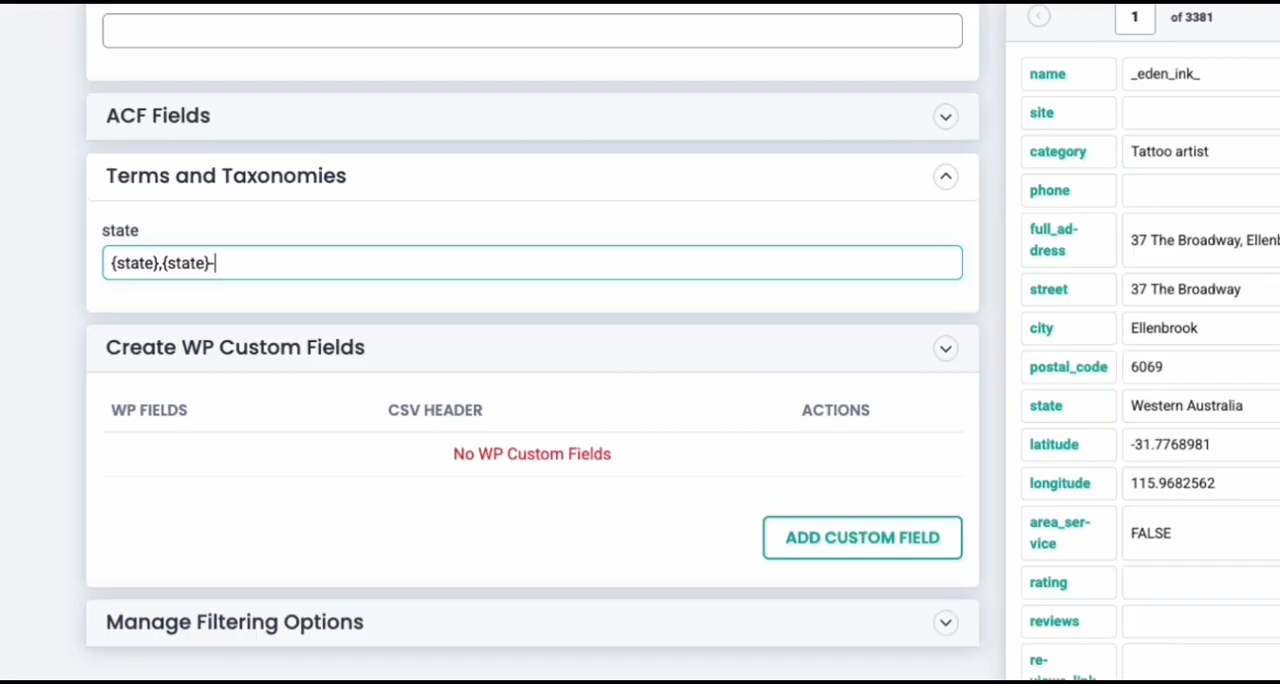 1 of 3381
ACF Fields
Terms and Taxonomies
state
{state},{state}-
Create WP Custom Fields
WP FIELDS CSV HEADER ACTIONS
No WP Custom Fields
ADD CUSTOM FIELD
Manage Filtering Options
name _eden_ink_
site
category Tattoo artist
phone
full_ad-
dress 37 The Broadway, Ellenb
street 37 The Broadway
city Ellenbrook
postal_code 6069
state Western Australia
latitude -31.7768981
longitude 115.9682562
area_ser-
vice FALSE
rating
reviews
re-